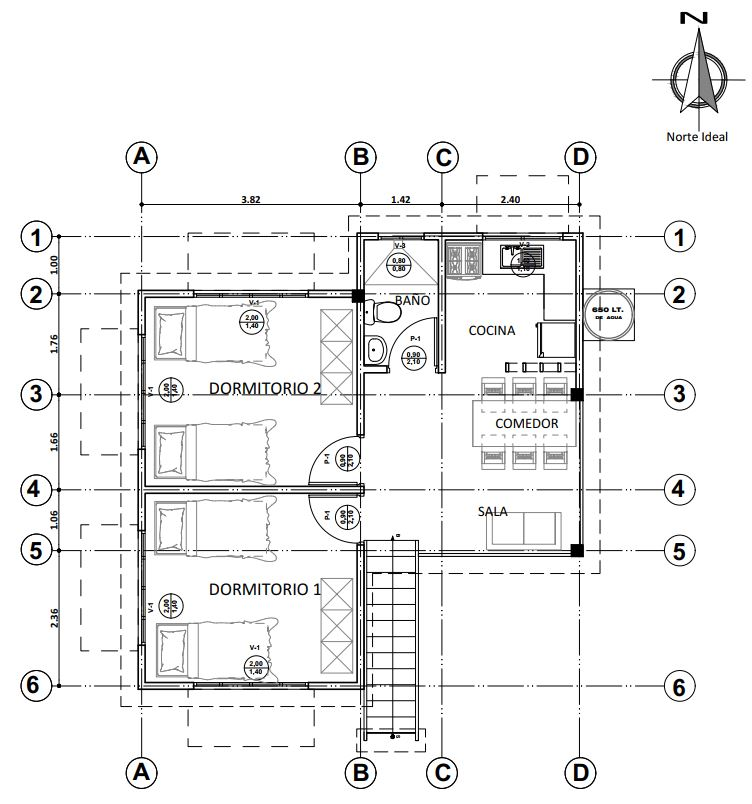 N
Norte Ideal
A
B
C
D
3.82
1.42
2.40
1
1
1.00
V-3
0,80
0,80
V-2
2
2
V-1
2,00
1,40
BAÑO
650 LT.
DE AGUA
COCINA
P-1
0,90
2,10
1.76
3
3
V-1
2,00
1,40
DORMITORIO 2
COMEDOR
1.66
P-1
0,90
2,10
4
4
1.06
P-1
0,90
2,10
SALA
5
5
B
DORMITORIO 1
V-1
2,00
1,40
2.36
V-1
2,00
1,40
6
6
S
A
B
C
D